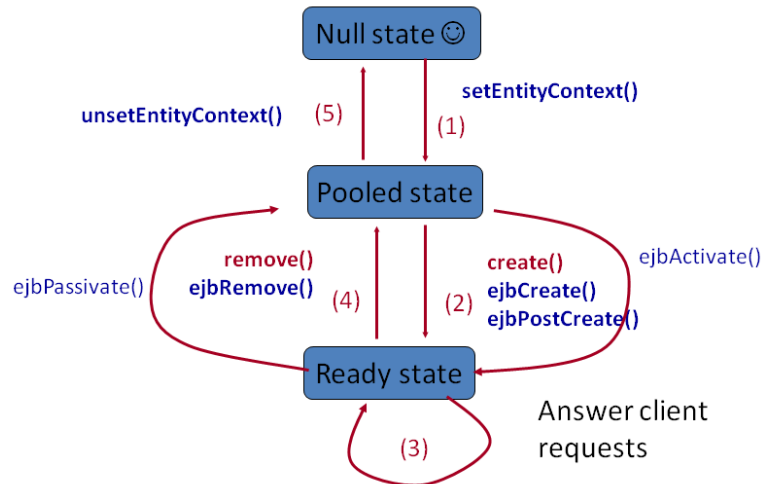 Null state ☺
setEntityContext()
unsetEntityContext()
(5)
(1)
Pooled state
remove()
ejbRemove()
(4)
(2)
create()
ejbCreate()
ejbPostCreate()
ejbActivate()
ejbPassivate()
Ready state
(3)
Answer client
requests